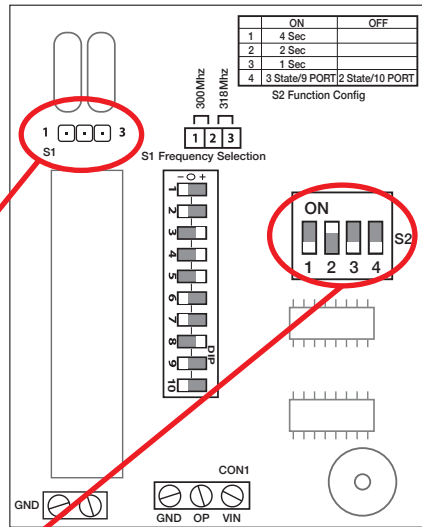 ON OFF
1 4 Sec
2 2 Sec
3 1 Sec
4 3 State/9 PORT 2 State/10 PORT
S2 Function Config
300Mhz 318Mhz
1 3
S1
1 2 3
S1 Frequency Selection
− O +
1
2
3
4
5
6
7
8
9
10
DIP
ON
S2
1 2 3 4
CON1
GND
GND OP VIN